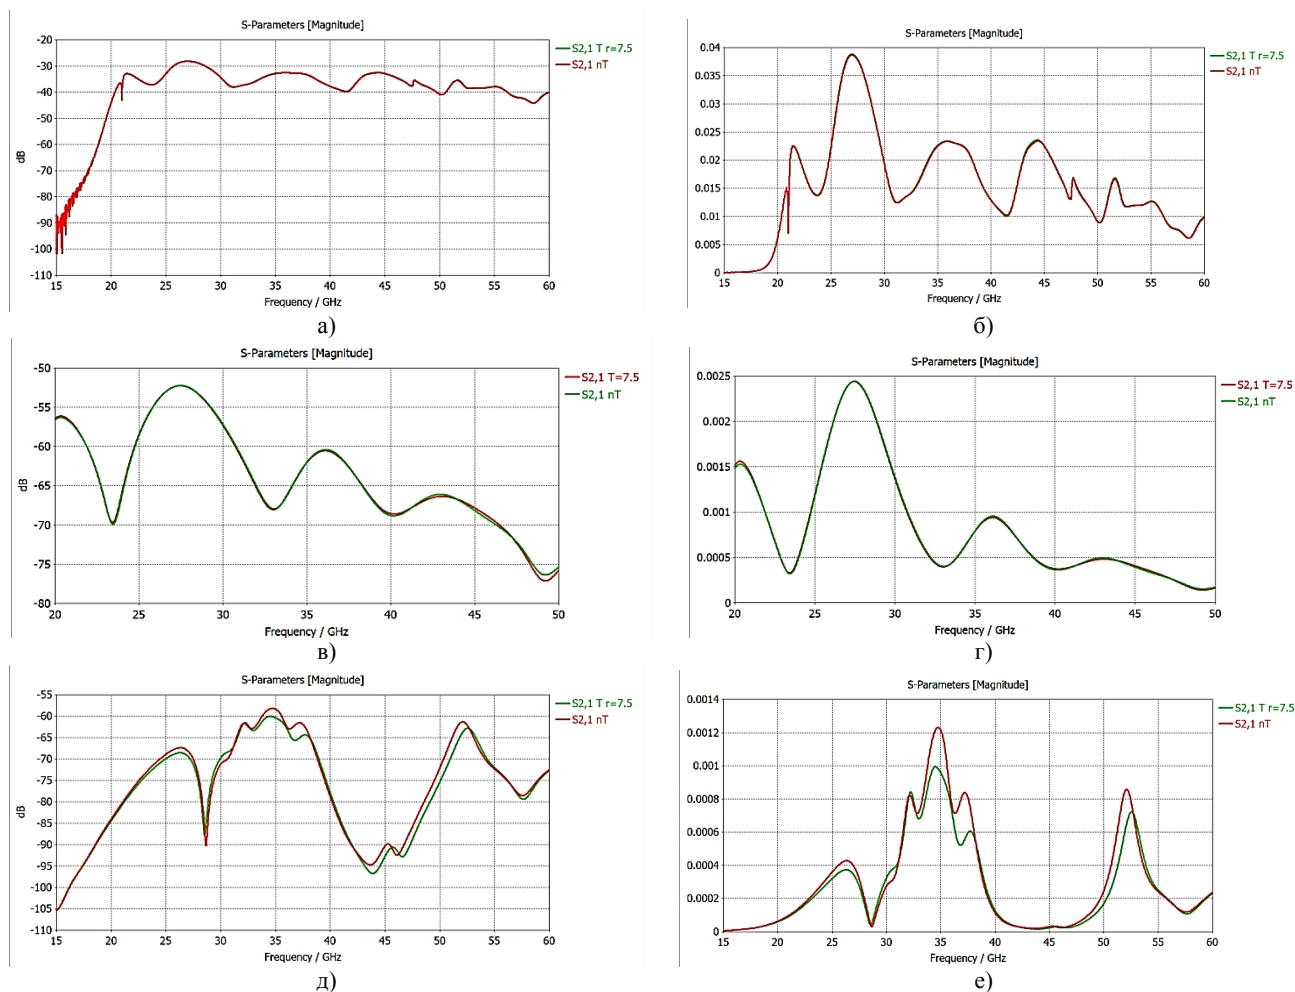 S-Parameters [Magnitude]
S2,1 T r=7.5
S2,1 nT
dB
-20
-30
-40
-50
-60
-70
-80
-90
-100
-110
15 20 25 30 35 40 45 50 55 60
Frequency / GHz
а)
S-Parameters [Magnitude]
S2,1 T r=7.5
S2,1 nT
0.04
0.035
0.03
0.025
0.02
0.015
0.01
0.005
0
15 20 25 30 35 40 45 50 55 60
Frequency / GHz
б)
S-Parameters [Magnitude]
S2,1 T=7.5
S2,1 nT
dB
-50
-55
-60
-65
-70
-75
-80
20 25 30 35 40 45 50
Frequency / GHz
в)
S-Parameters [Magnitude]
S2,1 T=7.5
S2,1 nT
0.0025
0.002
0.0015
0.001
0.0005
0
20 25 30 35 40 45 50
Frequency / GHz
г)
S-Parameters [Magnitude]
S2,1 T r=7.5
S2,1 nT
dB
-55
-60
-65
-70
-75
-80
-85
-90
-95
-100
-105
-110
15 20 25 30 35 40 45 50 55 60
Frequency / GHz
д)
S-Parameters [Magnitude]
S2,1 T r=7.5
S2,1 nT
0.0014
0.0012
0.001
0.0008
0.0006
0.0004
0.0002
0
15 20 25 30 35 40 45 50 55 60
Frequency / GHz
е)